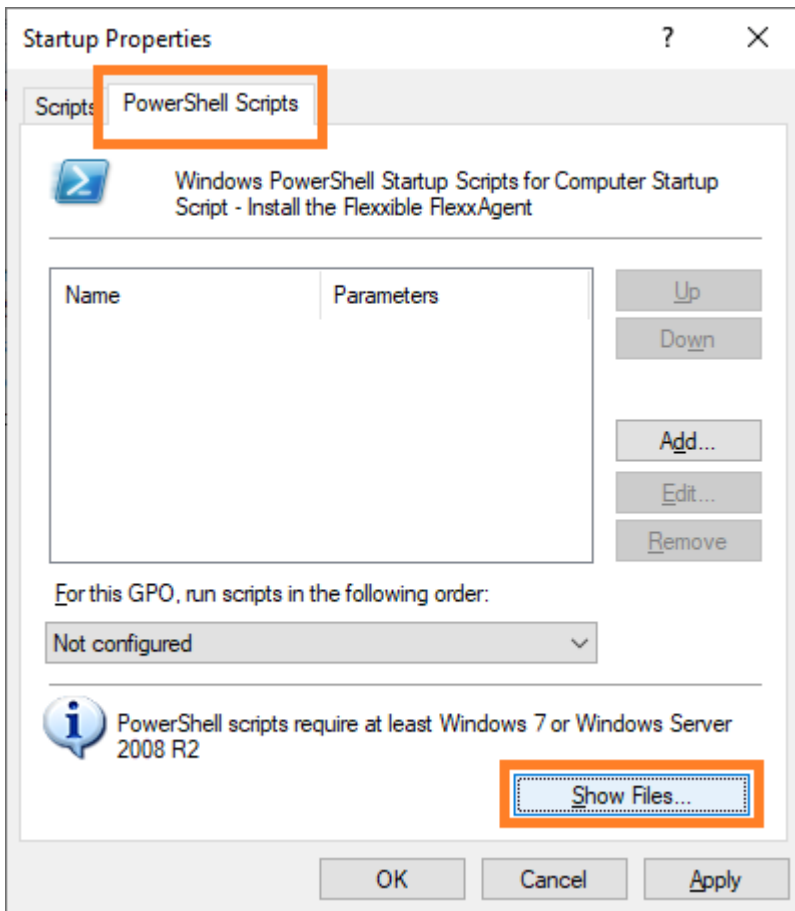 Startup Properties
?
Scripts
PowerShell Scripts
Windows PowerShell Startup Scripts for Computer Startup
Script - Install the Flexxible FlexxAgent
Name
Parameters
Up
Down
Add...
Edit...
Remove
For this GPO, run scripts in the following order:
Not configured
PowerShell scripts require at least Windows 7 or Windows Server
2008 R2
Show Files...
OK
Cancel
Apply